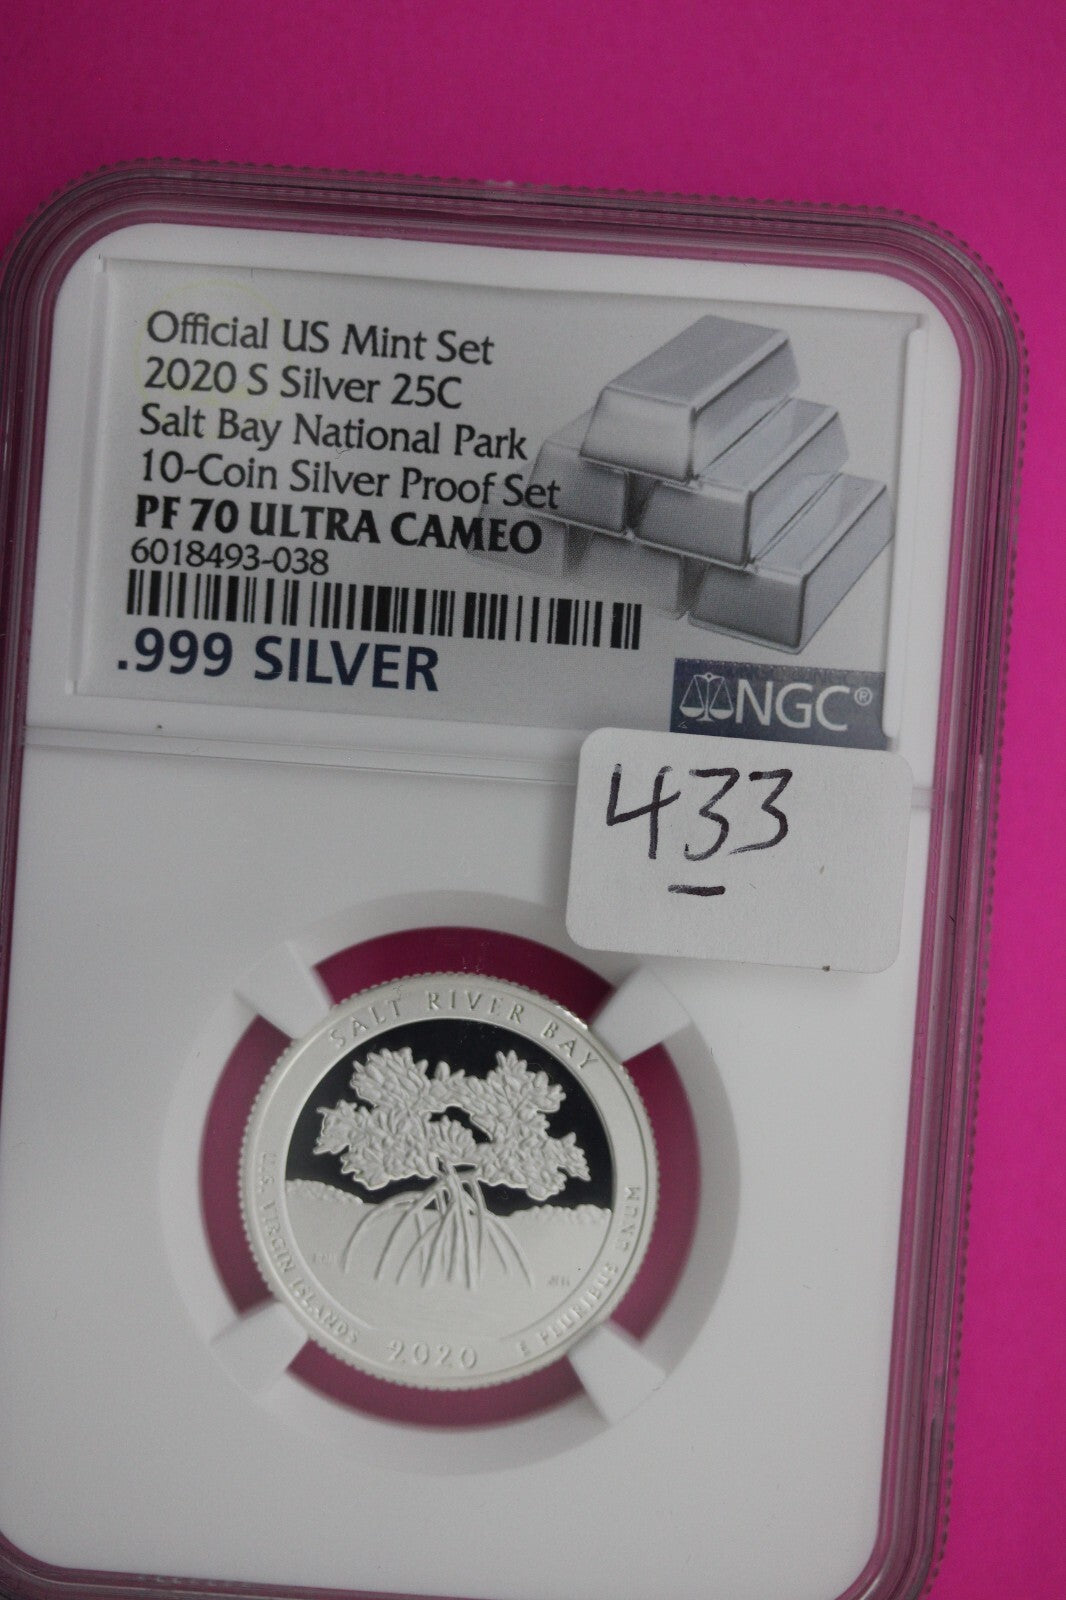 Official US Mint Set
2020 S Silver 25C
Salt Bay National Park
10-Coin Silver Proof Set
PF 70 ULTRA CAMEO
6018493-038
.999 SILVER
NGC®
433
SALT RIVER BAY
U.S. VIRGIN ISLANDS
2020
E PLURIBUS UNUM